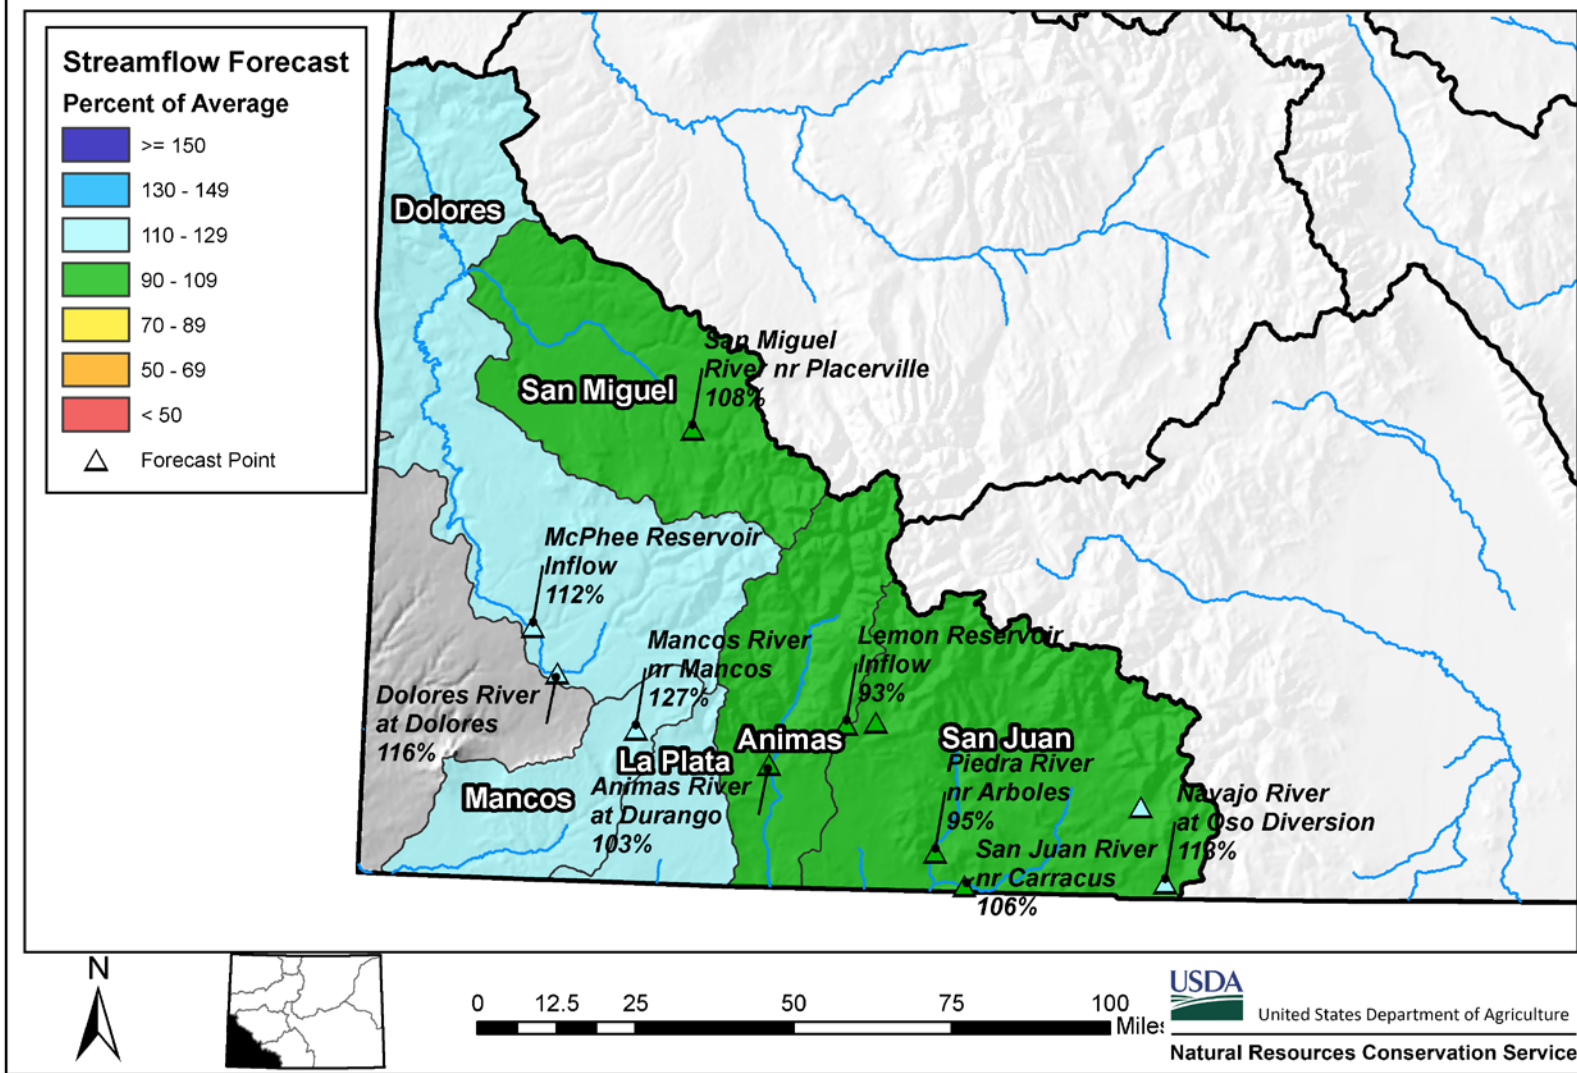 Streamflow Forecast
Percent of Average
>= 150
130 - 149
110 - 129
90 - 109
70 - 89
50 - 69
< 50
Forecast Point
Dolores
San Miguel
River nr Placerville
108%
San Miguel
McPhee Reservoir
Inflow
112%
Mancos River
nr Mancos
127%
Lemon Reservoir
Inflow
93%
Dolores River
at Dolores
116%
La Plata
Animas
San Juan
Mancos
Animas River
at Durango
103%
Piedra River
nr Arboles
95%
Navajo River
at Oso Diversion
113%
San Juan River
nr Carracus
106%
N
0 12.5 25 50 75 100
Miles
USDA
United States Department of Agriculture
Natural Resources Conservation Service